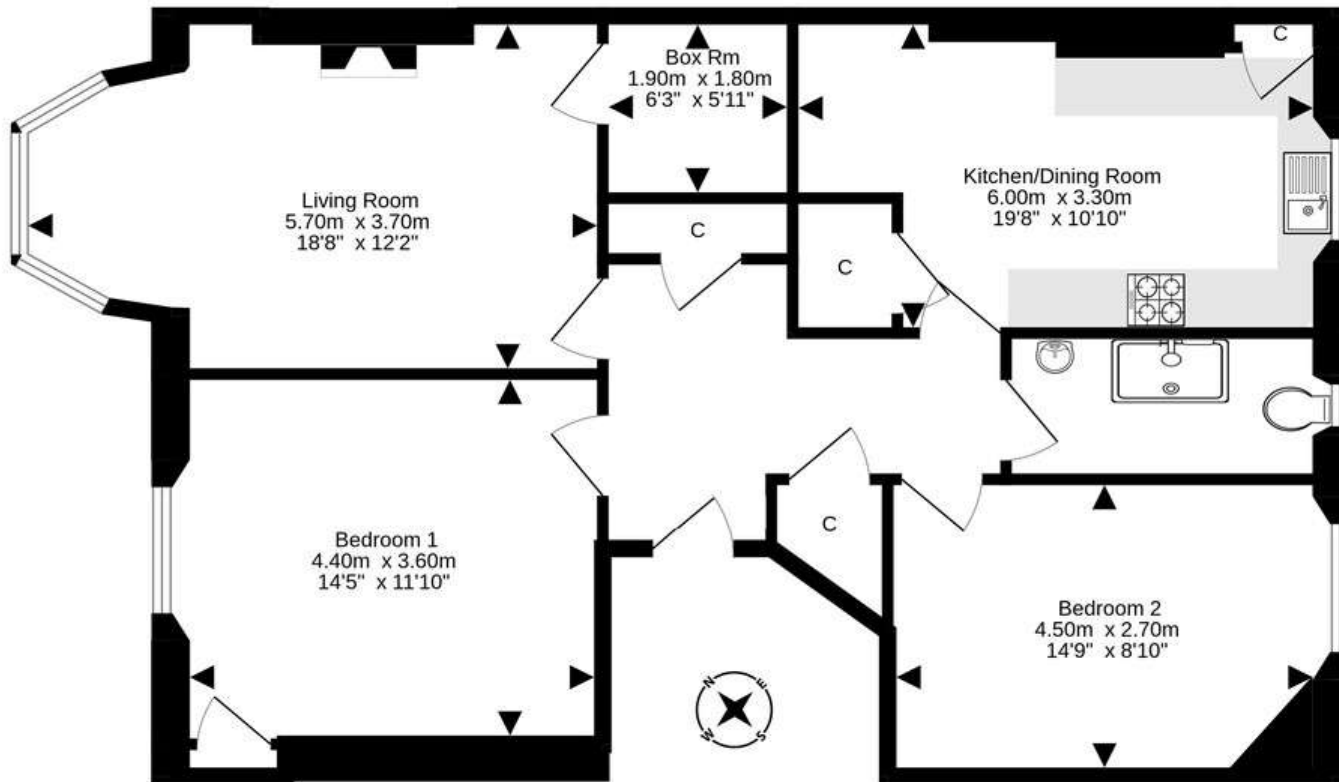 Box Rm
1.90m x 1.80m
6'3" x 5'11"
C
Living Room
5.70m x 3.70m
18'8" x 12'2"
Kitchen/Dining Room
6.00m x 3.30m
19'8" x 10'10"
C
C
Bedroom 1
4.40m x 3.60m
14'5" x 11'10"
C
Bedroom 2
4.50m x 2.70m
14'9" x 8'10"
N
E
W
S